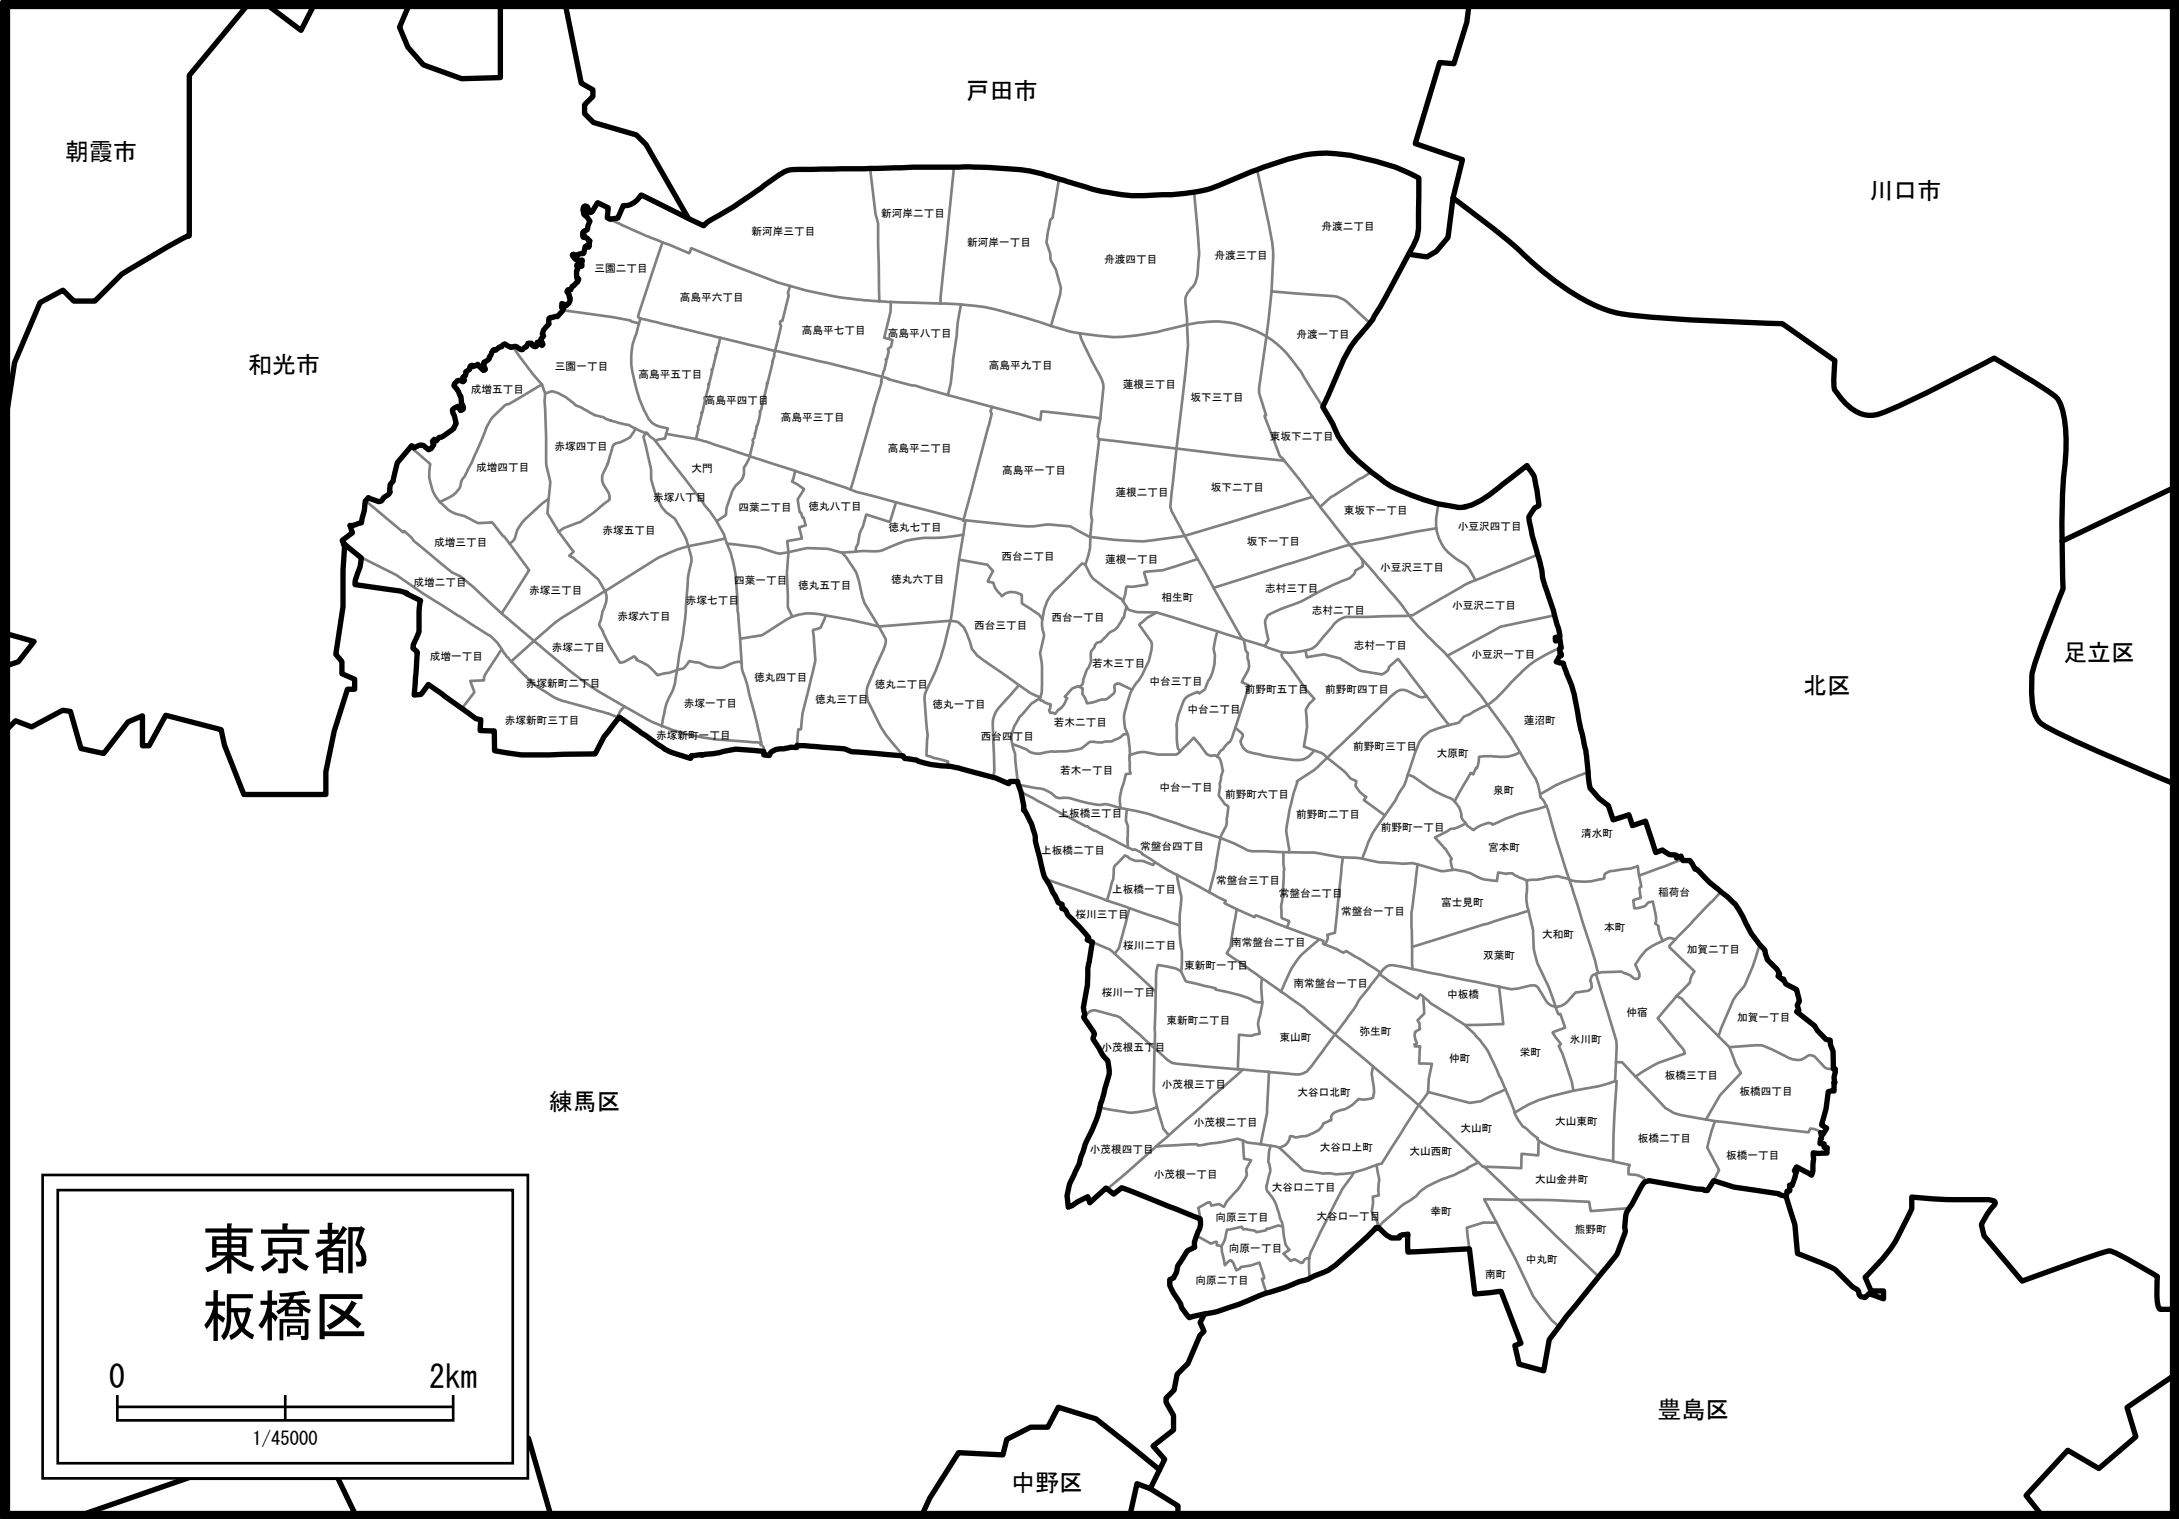 戸田市
朝霞市
川口市
和光市
足立区
北区
練馬区
豊島区
中野区
新河岸三丁目
新河岸二丁目
新河岸一丁目
舟渡四丁目
舟渡三丁目
舟渡二丁目
舟渡一丁目
三園二丁目
三園一丁目
高島平六丁目
高島平七丁目
高島平八丁目
高島平九丁目
高島平五丁目
高島平四丁目
高島平三丁目
高島平二丁目
高島平一丁目
蓮根三丁目
坂下三丁目
東坂下二丁目
蓮根二丁目
坂下二丁目
東坂下一丁目
坂下一丁目
蓮根一丁目
小豆沢四丁目
小豆沢三丁目
小豆沢二丁目
小豆沢一丁目
成増五丁目
成増四丁目
成増三丁目
成増二丁目
成増一丁目
赤塚四丁目
大門
赤塚八丁目
赤塚五丁目
赤塚三丁目
赤塚六丁目
赤塚七丁目
赤塚二丁目
赤塚一丁目
赤塚新町二丁目
赤塚新町三丁目
赤塚新町一丁目
四葉二丁目
四葉一丁目
徳丸八丁目
徳丸七丁目
徳丸五丁目
徳丸六丁目
徳丸四丁目
徳丸三丁目
徳丸二丁目
徳丸一丁目
西台二丁目
西台一丁目
西台三丁目
西台四丁目
相生町
志村三丁目
志村二丁目
志村一丁目
若木三丁目
若木二丁目
若木一丁目
中台三丁目
中台二丁目
中台一丁目
前野町五丁目
前野町四丁目
前野町三丁目
前野町六丁目
前野町二丁目
前野町一丁目
蓮沼町
大原町
泉町
宮本町
清水町
上板橋三丁目
上板橋二丁目
上板橋一丁目
常盤台四丁目
常盤台三丁目
常盤台二丁目
常盤台一丁目
富士見町
稲荷台
本町
大和町
双葉町
加賀二丁目
加賀一丁目
桜川三丁目
桜川二丁目
桜川一丁目
東新町一丁目
東新町二丁目
南常盤台二丁目
南常盤台一丁目
中板橋
仲宿
東山町
弥生町
仲町
栄町
氷川町
小茂根五丁目
小茂根三丁目
小茂根二丁目
小茂根四丁目
小茂根一丁目
大谷口北町
大谷口上町
大谷口二丁目
大谷口一丁目
板橋三丁目
板橋四丁目
板橋二丁目
板橋一丁目
大山東町
大山町
大山西町
大山金井町
幸町
熊野町
中丸町
南町
向原三丁目
向原一丁目
向原二丁目
東京都
板橋区
0
2km
1/45000